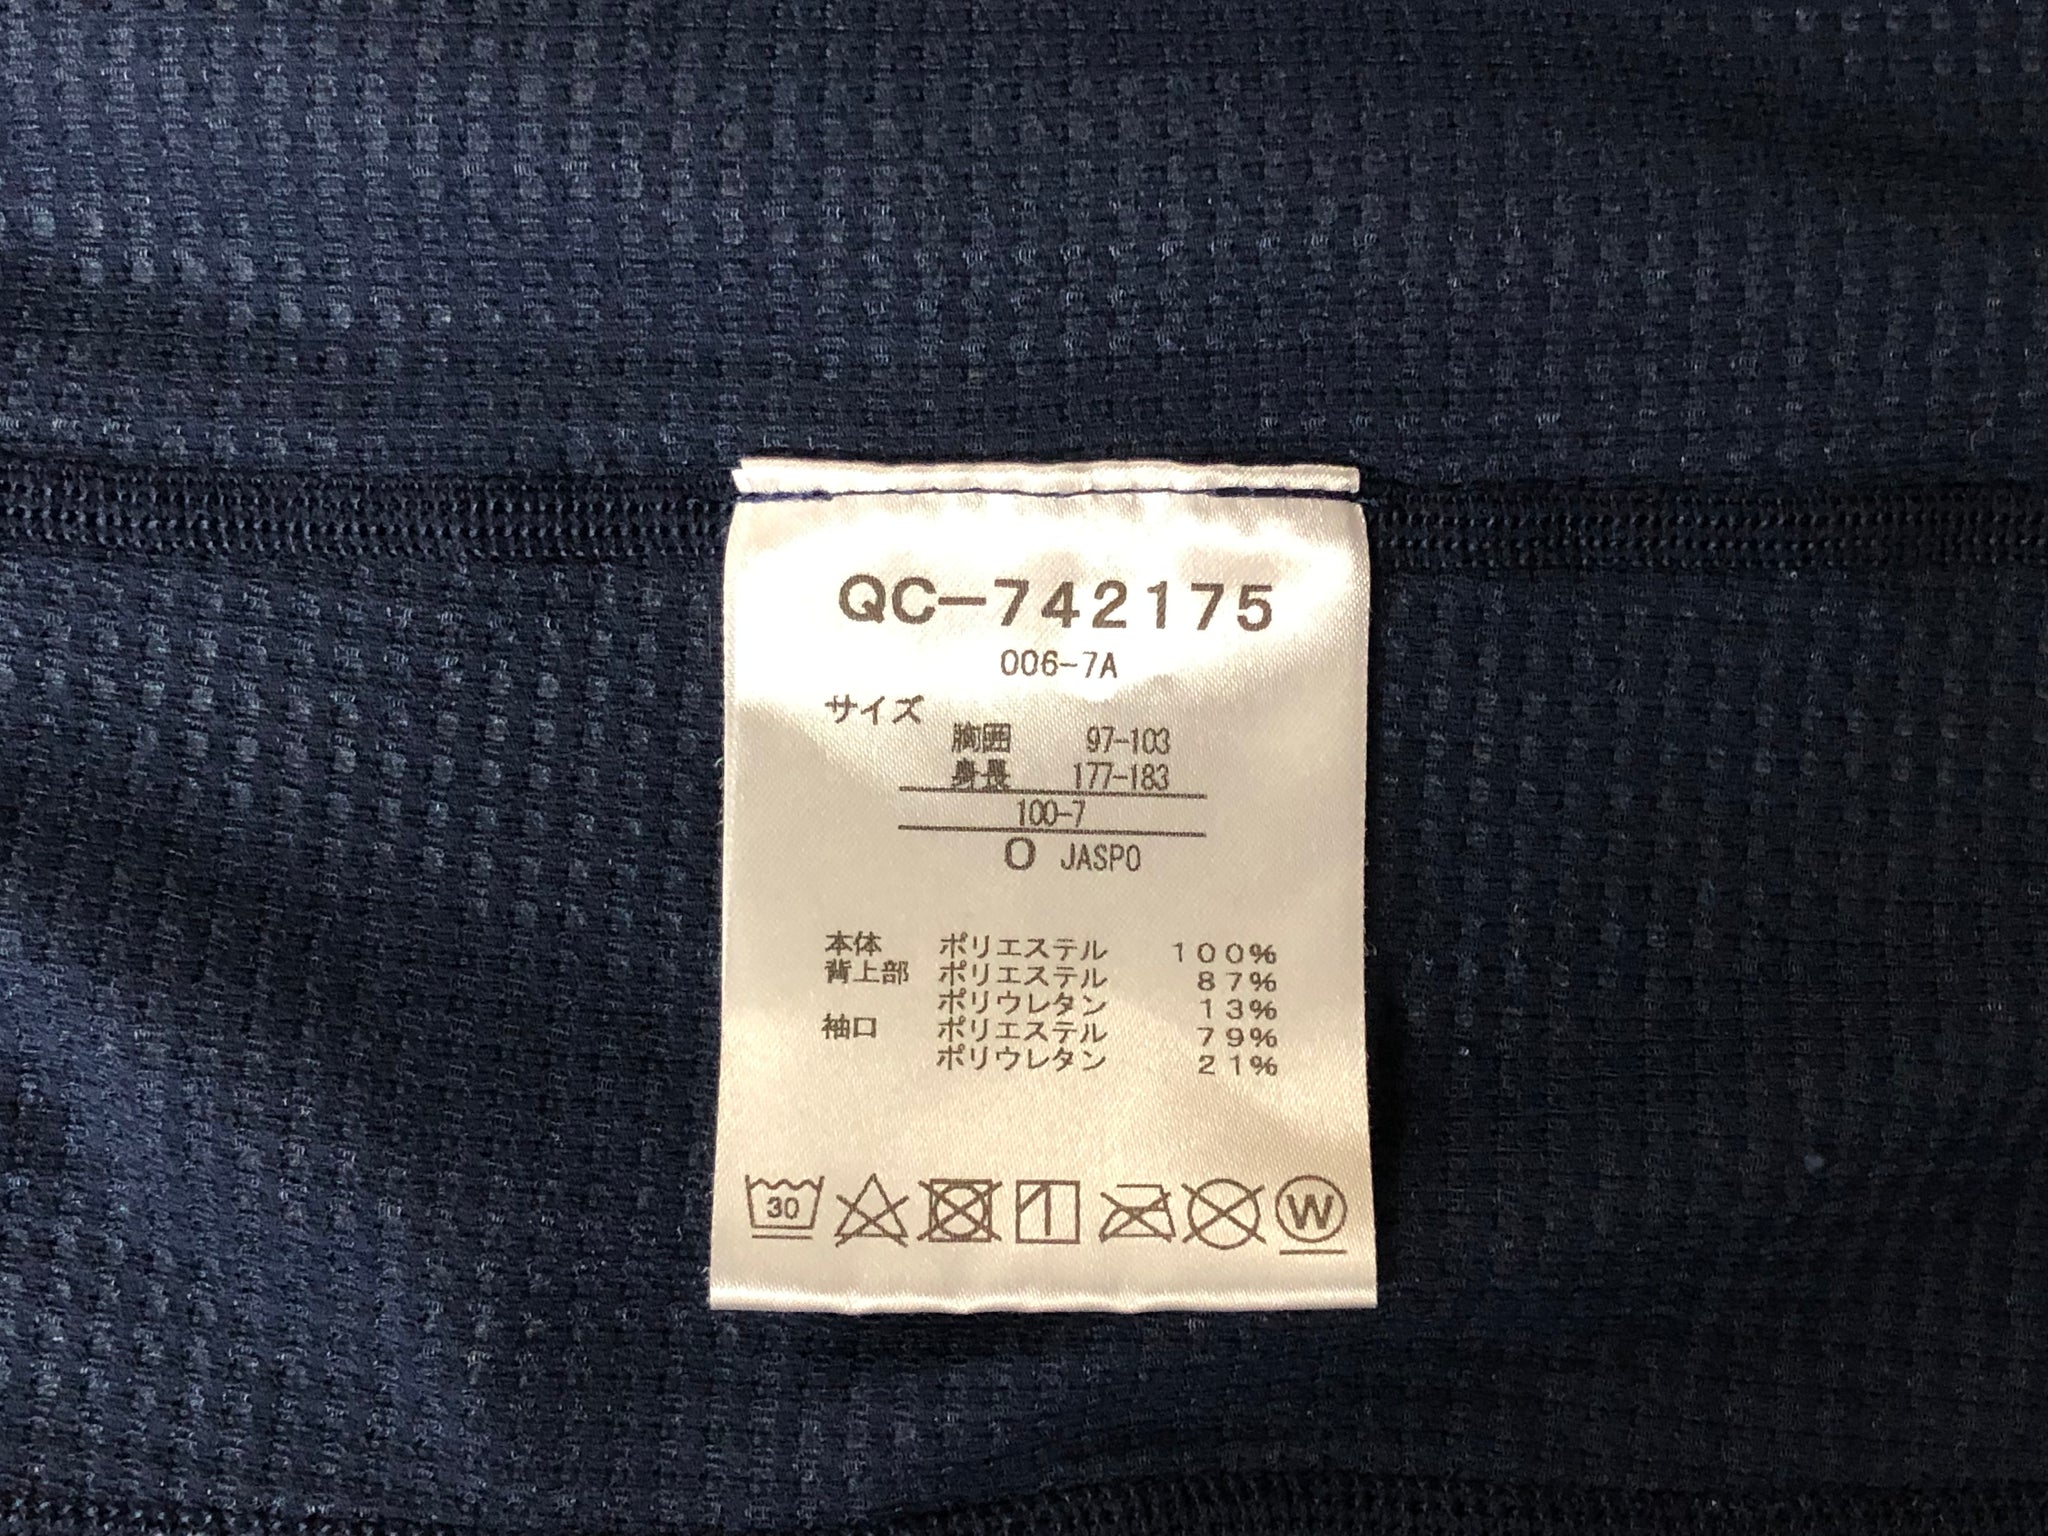 QC-742175
006-7A
サイズ
胸囲 97-103
身長 177-183
100-7
O JASPO
本体 ポリエステル 100%
背上部 ポリエステル 87%
ポリウレタン 13%
袖口 ポリエステル 79%
ポリウレタン 21%
30 W